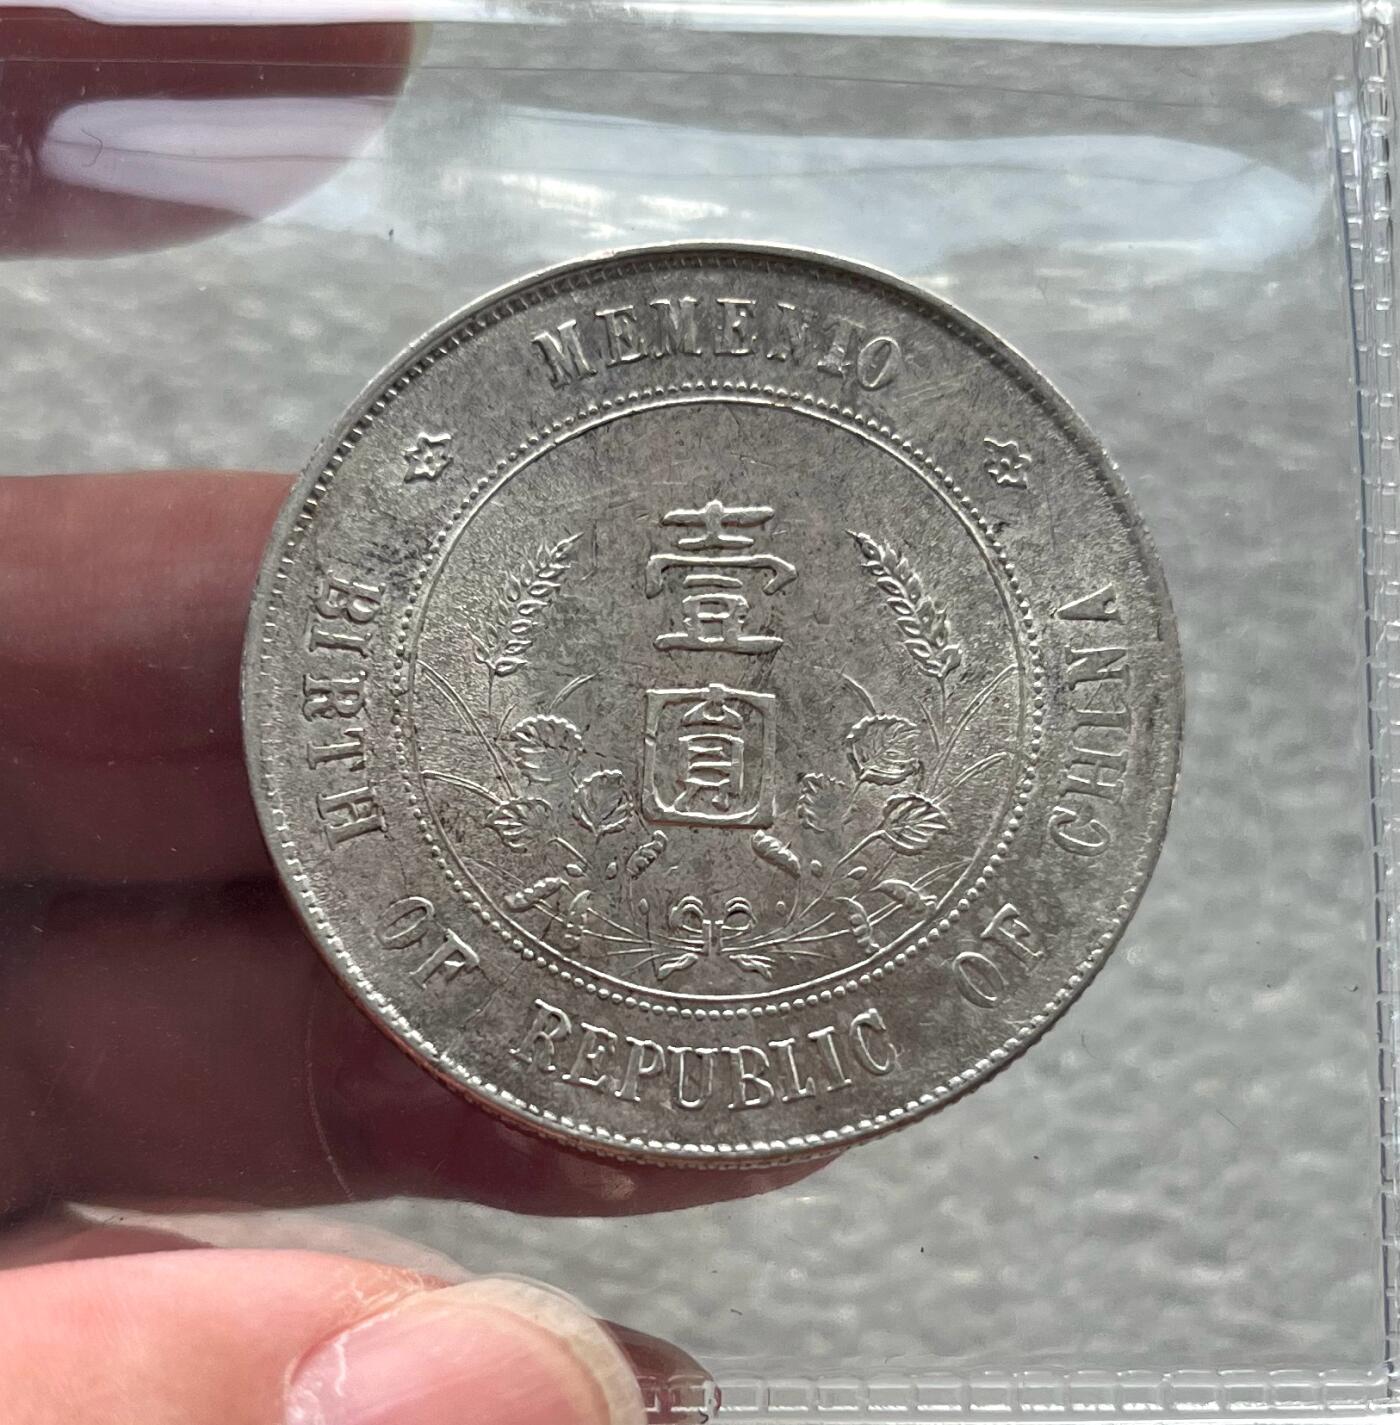 MEMENTO
BIRTH OF REPUBLIC OF CHINA
壹
圓